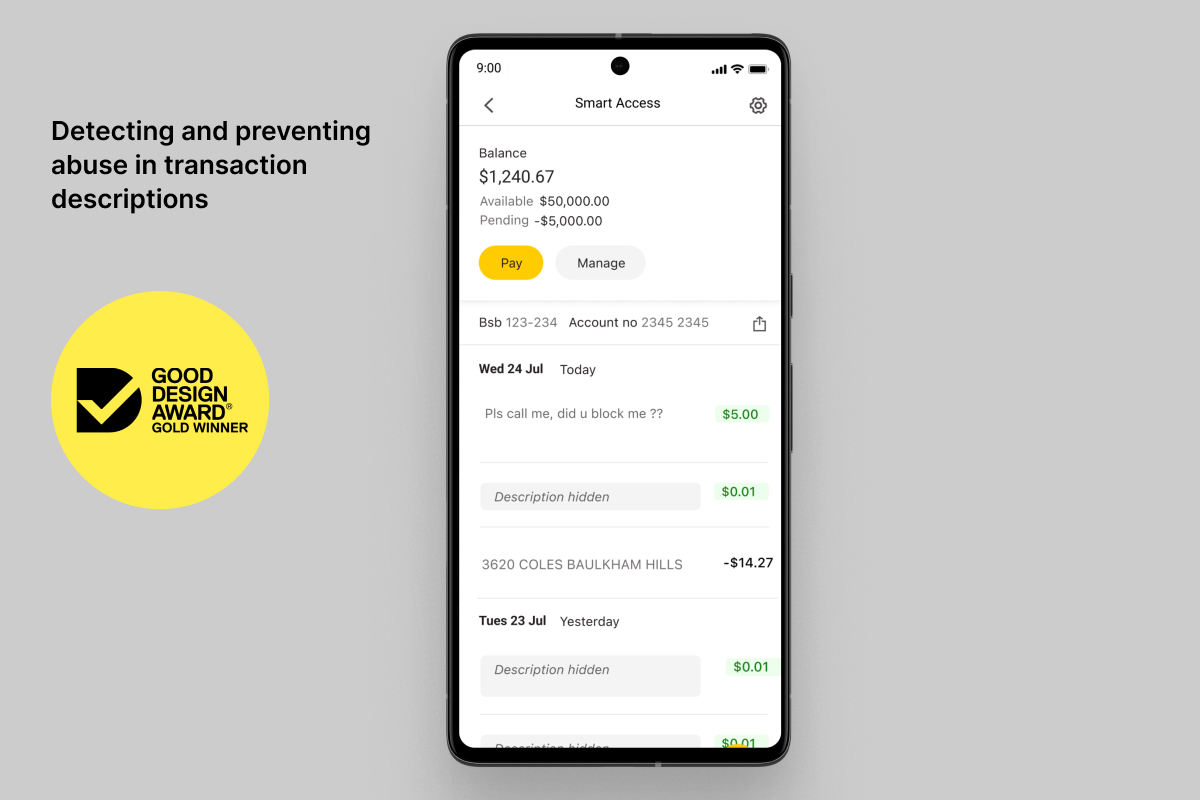 Detecting and preventing
abuse in transaction
descriptions
GOOD
DESIGN
AWARD®
GOLD WINNER
9:00
Smart Access
Balance
$1,240.67
Available $50,000.00
Pending -$5,000.00
Pay Manage
Bsb 123-234 Account no 2345 2345
Wed 24 Jul Today
Pls call me, did u block me ?? $5.00
Description hidden $0.01
3620 COLES BAULKHAM HILLS -$14.27
Tues 23 Jul Yesterday
Description hidden $0.01
Description hidden $0.01